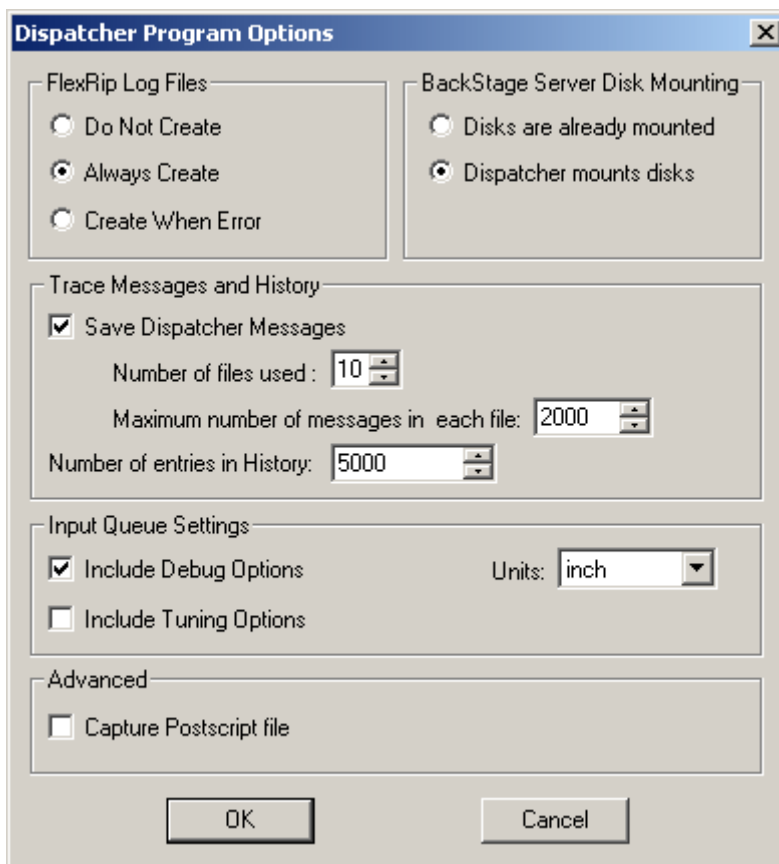 Dispatcher Program Options
FlexRip Log Files
Do Not Create
Always Create
Create When Error
BackStage Server Disk Mounting
Disks are already mounted
Dispatcher mounts disks
Trace Messages and History
Save Dispatcher Messages
Number of files used : 10
Maximum number of messages in each file: 2000
Number of entries in History: 5000
Input Queue Settings
Include Debug Options
Units: inch
Include Tuning Options
Advanced
Capture Postscript file
OK
Cancel